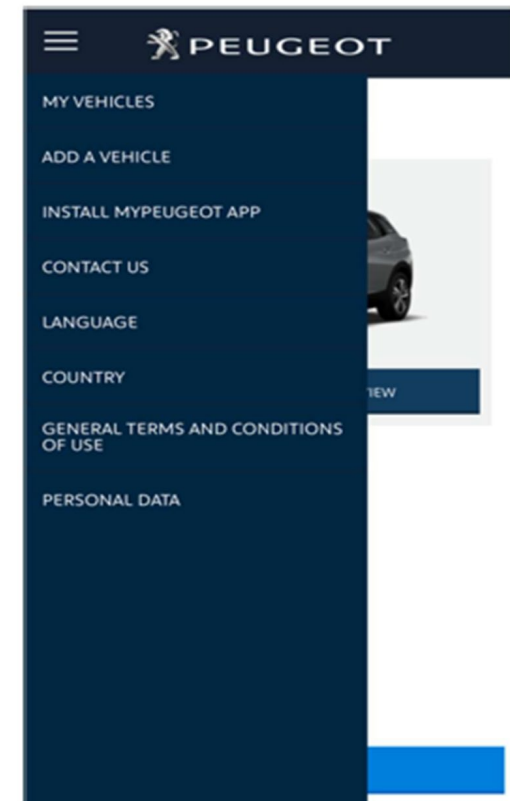 PEUGEOT
MY VEHICLES
ADD A VEHICLE
INSTALL MYPEUGEOT APP
CONTACT US
LANGUAGE
COUNTRY
GENERAL TERMS AND CONDITIONS
OF USE
PERSONAL DATA